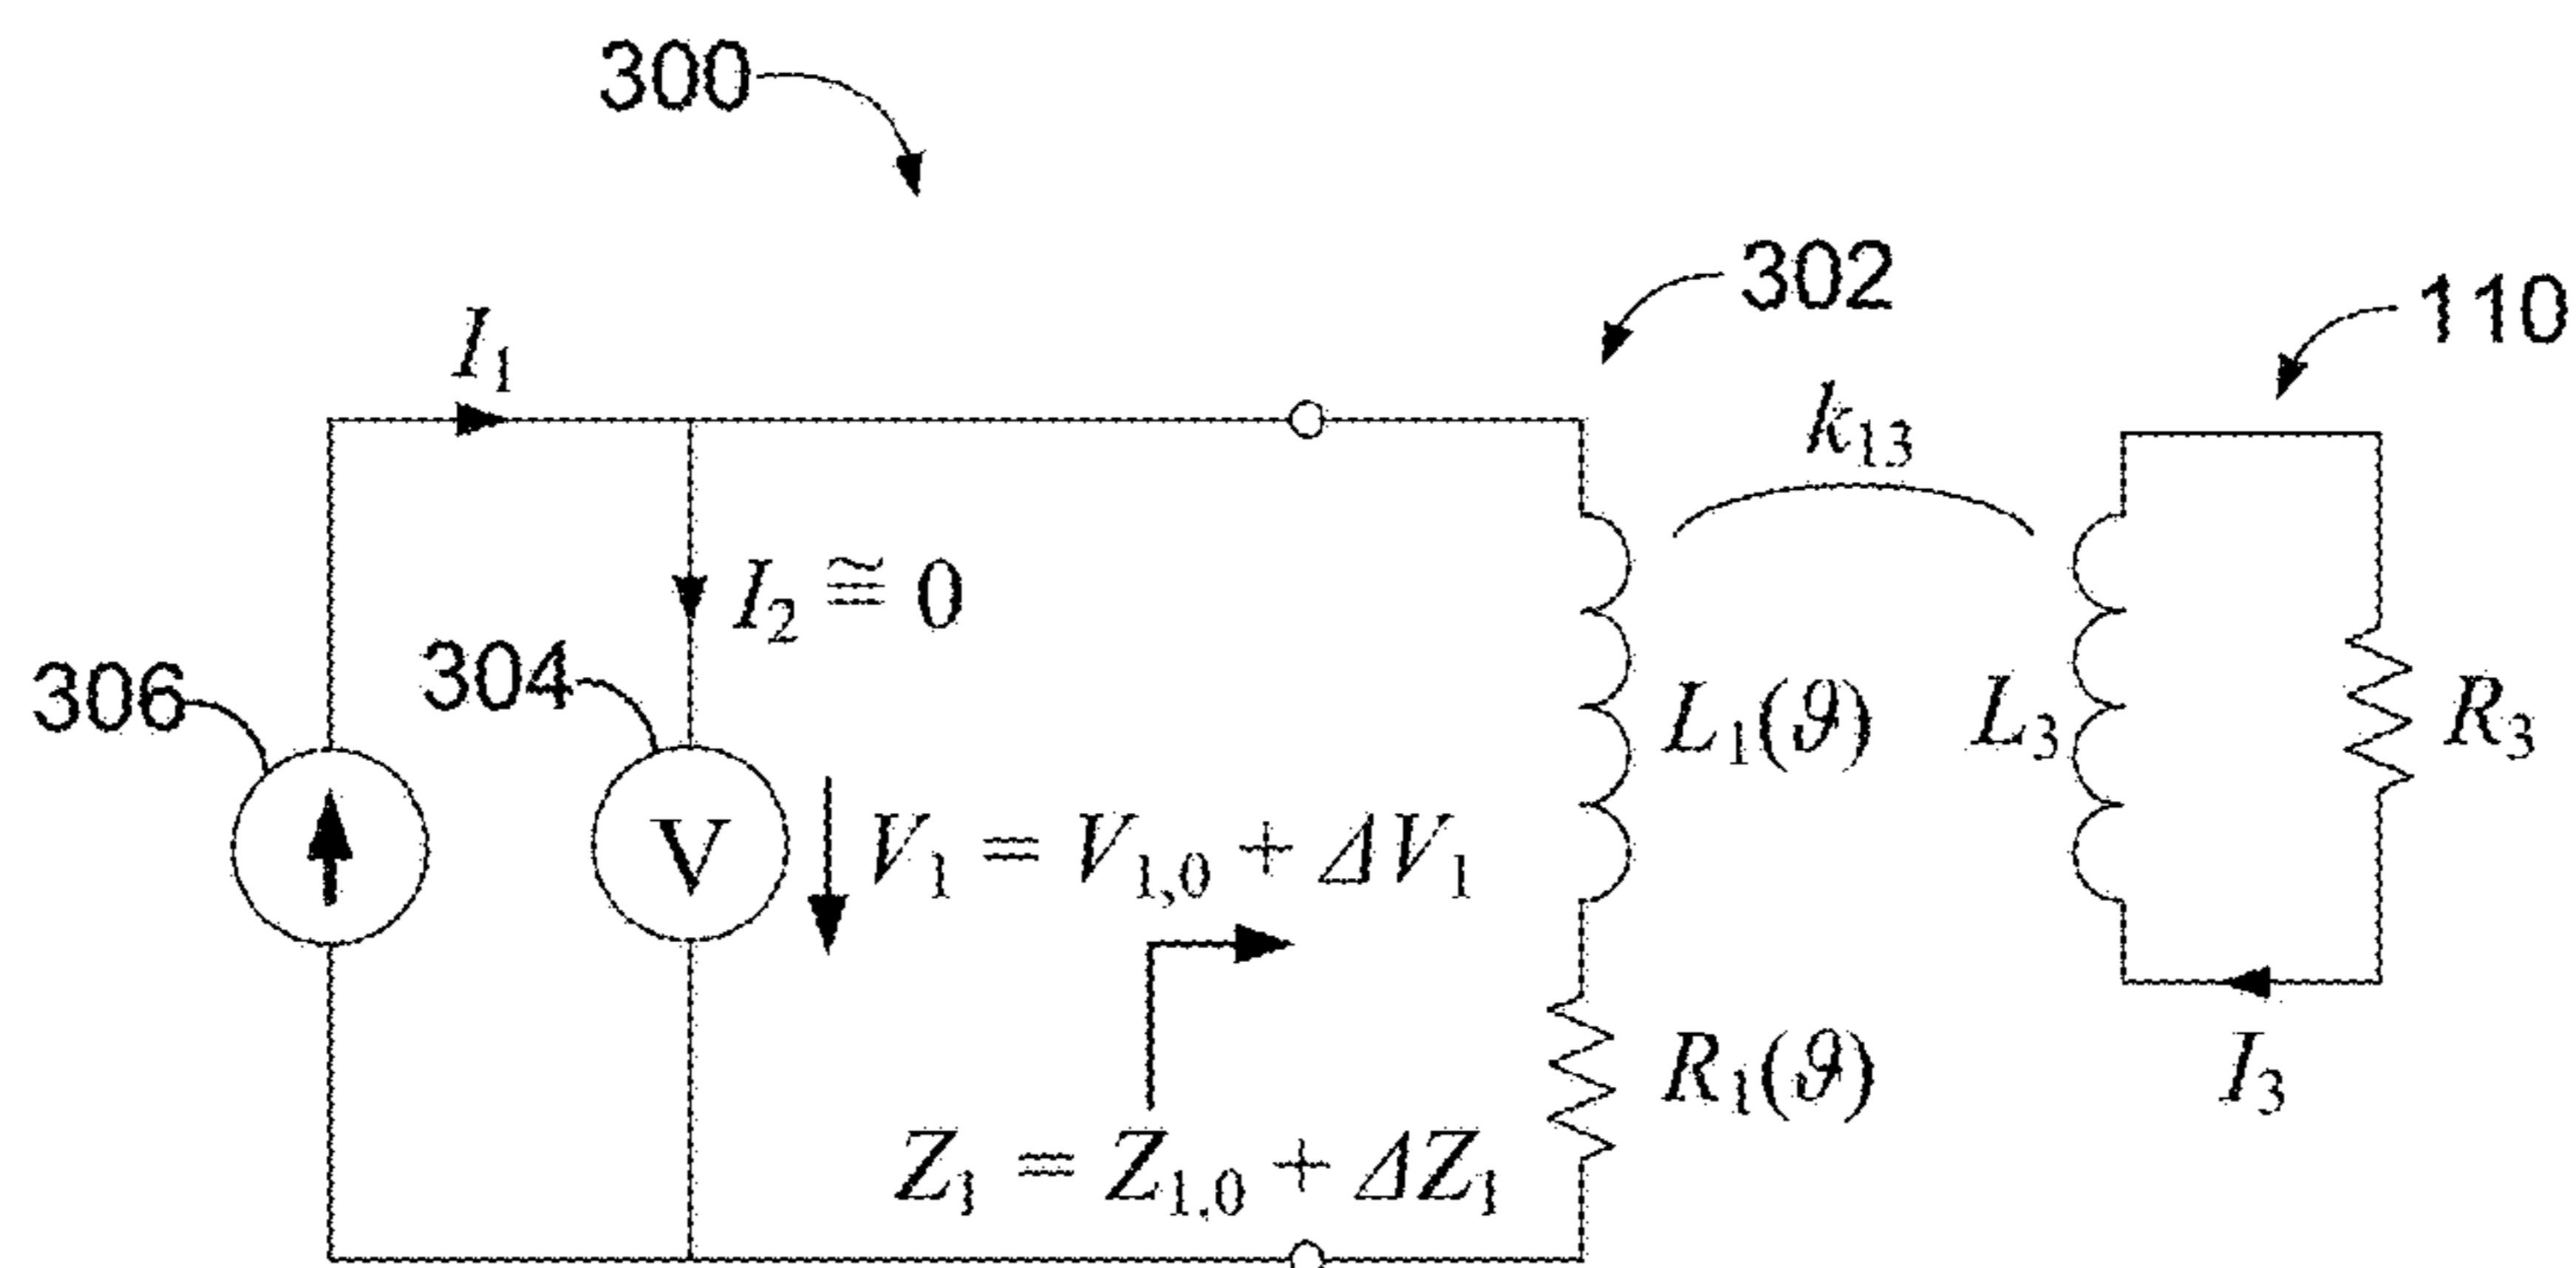 300
302
110
I₁
k₁₃
I₂ ≅ 0
306
304
L₁(ϑ)
L₃
R₃
V
V₁ = V₁,₀ + ΔV₁
R₁(ϑ)
I₃
Z₁ = Z₁,₀ + ΔZ₁